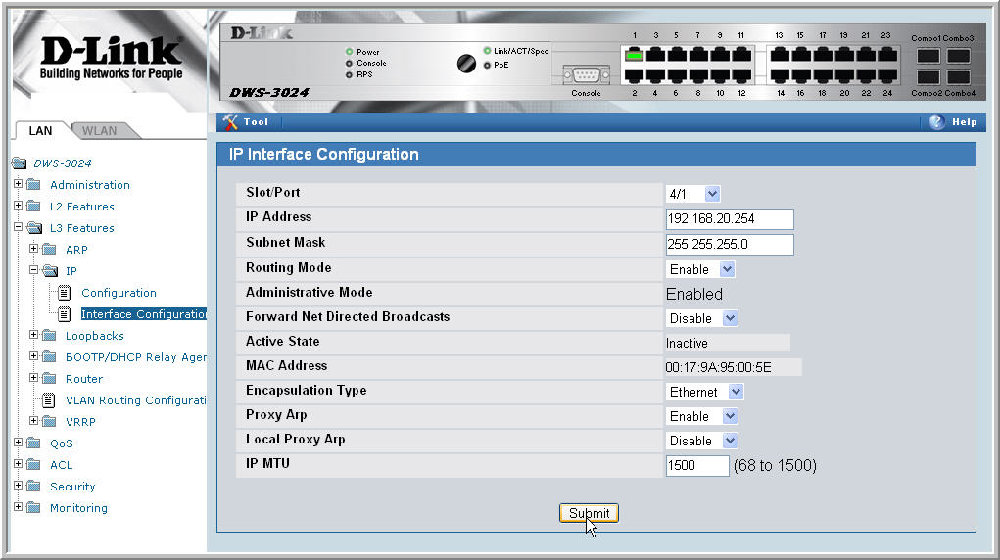 D-Link
Building Networks for People
D-Link
Power
Console
RPS
Link/ACT/Spec
PoE
DWS-3024
Console
1 3 5 7 9 11 13 15 17 19 21 23
2 4 6 8 10 12 14 16 18 20 22 24
Combo1 Combo3
Combo2 Combo4
LAN
WLAN
Tool
Help
DWS-3024
Administration
L2 Features
L3 Features
ARP
IP
Configuration
Interface Configuratio
Loopbacks
BOOTP/DHCP Relay Ager
Router
VLAN Routing Configurati
VRRP
QoS
ACL
Security
Monitoring
IP Interface Configuration
Slot/Port 4/1
IP Address 192.168.20.254
Subnet Mask 255.255.255.0
Routing Mode Enable
Administrative Mode Enabled
Forward Net Directed Broadcasts Disable
Active State Inactive
MAC Address 00:17:9A:95:00:5E
Encapsulation Type Ethernet
Proxy Arp Enable
Local Proxy Arp Disable
IP MTU 1500 (68 to 1500)
Submit